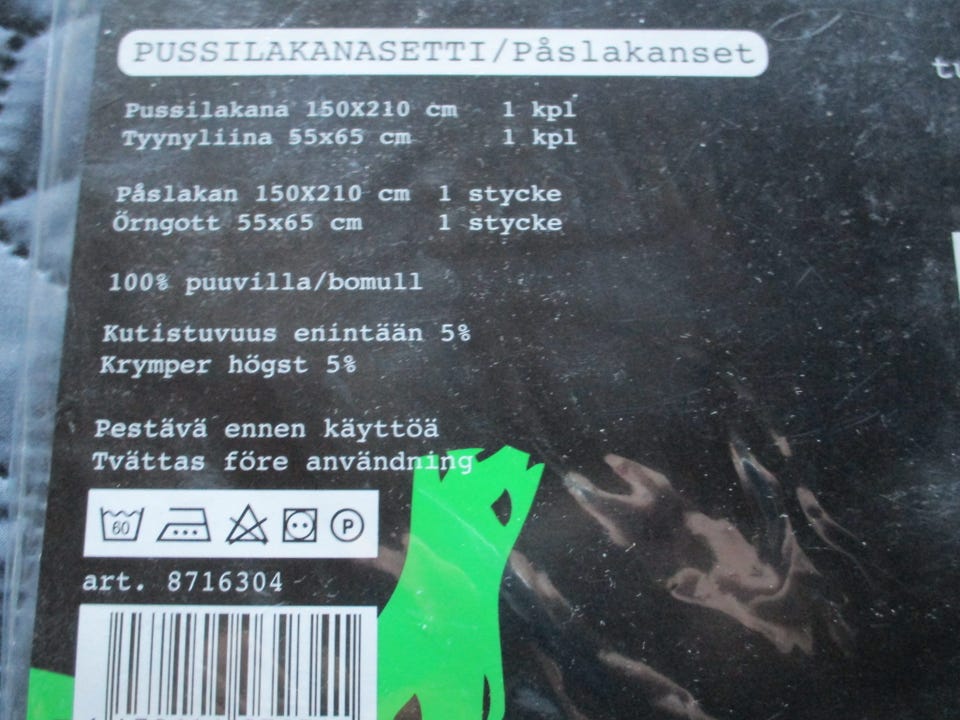 PUSSILAKANASETTI/Påslakanset
Pussilakana 150X210 cm 1 kpl
Tyynyliina 55x65 cm 1 kpl
Påslakan 150X210 cm 1 stycke
Örngott 55x65 cm 1 stycke
100% puuvilla/bomull
Kutistuvuus enintään 5%
Krymper högst 5%
Pestävä ennen käyttöä
Tvättas före användning
60 P
art. 8716304